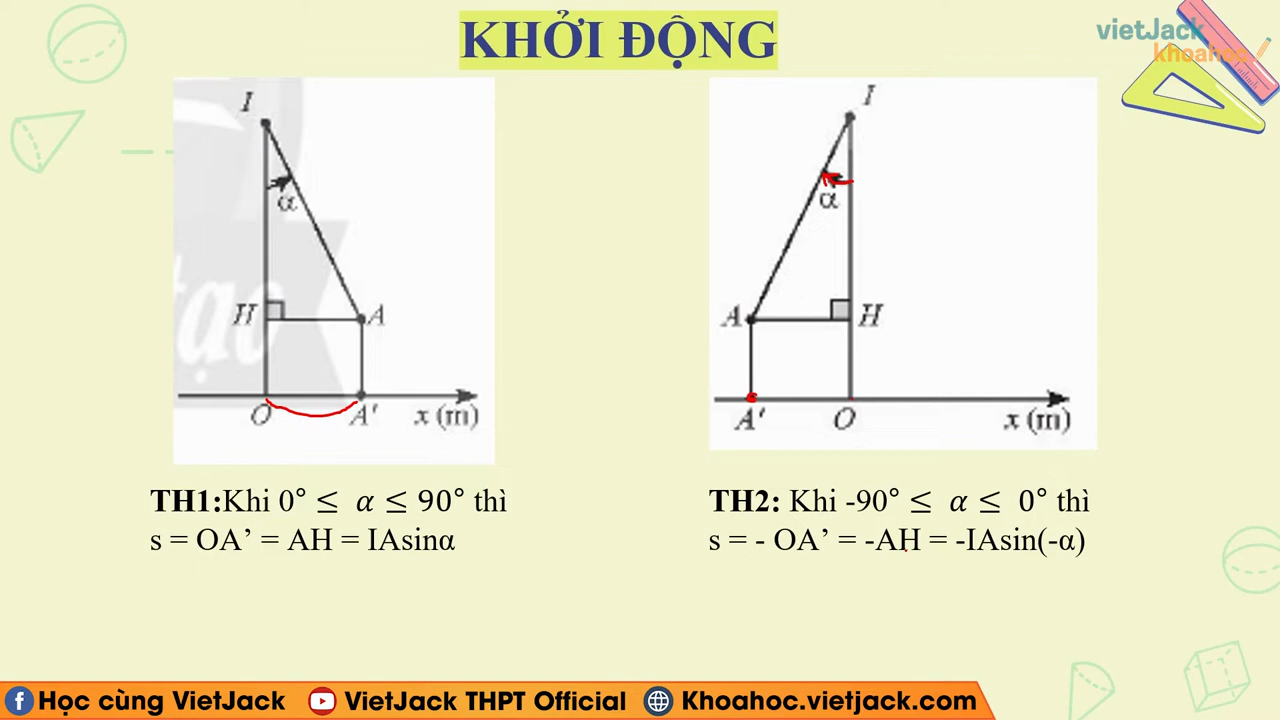 KHỞI ĐỘNG
vietJack
khoahoc
I
α
H
A
O
A'
x (m)
I
α
A
H
A'
O
x (m)
tạo
TH1:Khi 0° ≤ α ≤ 90° thì
s = OA’ = AH = IAsinα
TH2: Khi -90° ≤ α ≤ 0° thì
s = - OA’ = -AH = -IAsin(-α)
Học cùng VietJack
VietJack THPT Official
Khoahoc.vietjack.com